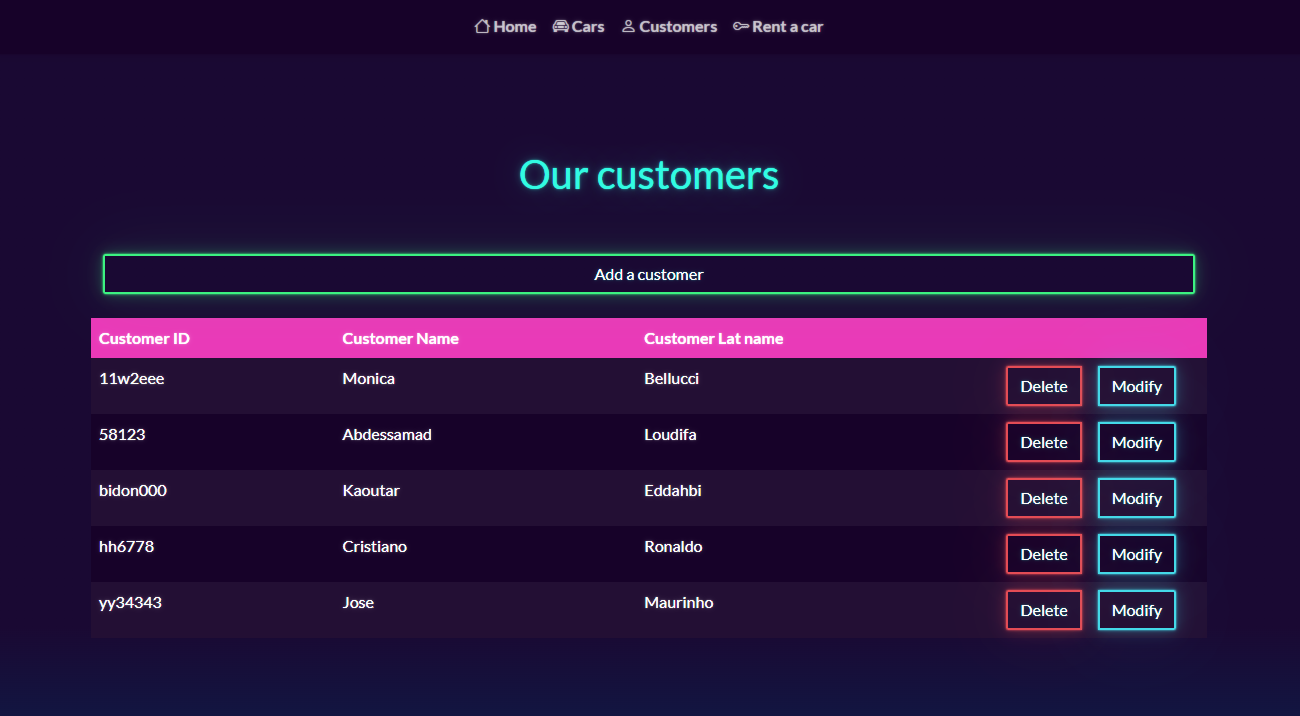 Home Cars Customers Rent a car
Our customers
Add a customer
Customer ID Customer Name Customer Lat name
11w2eee Monica Bellucci Delete Modify
58123 Abdessamad Loudifa Delete Modify
bidon000 Kaoutar Eddahbi Delete Modify
hh6778 Cristiano Ronaldo Delete Modify
yy34343 Jose Maurinho Delete Modify